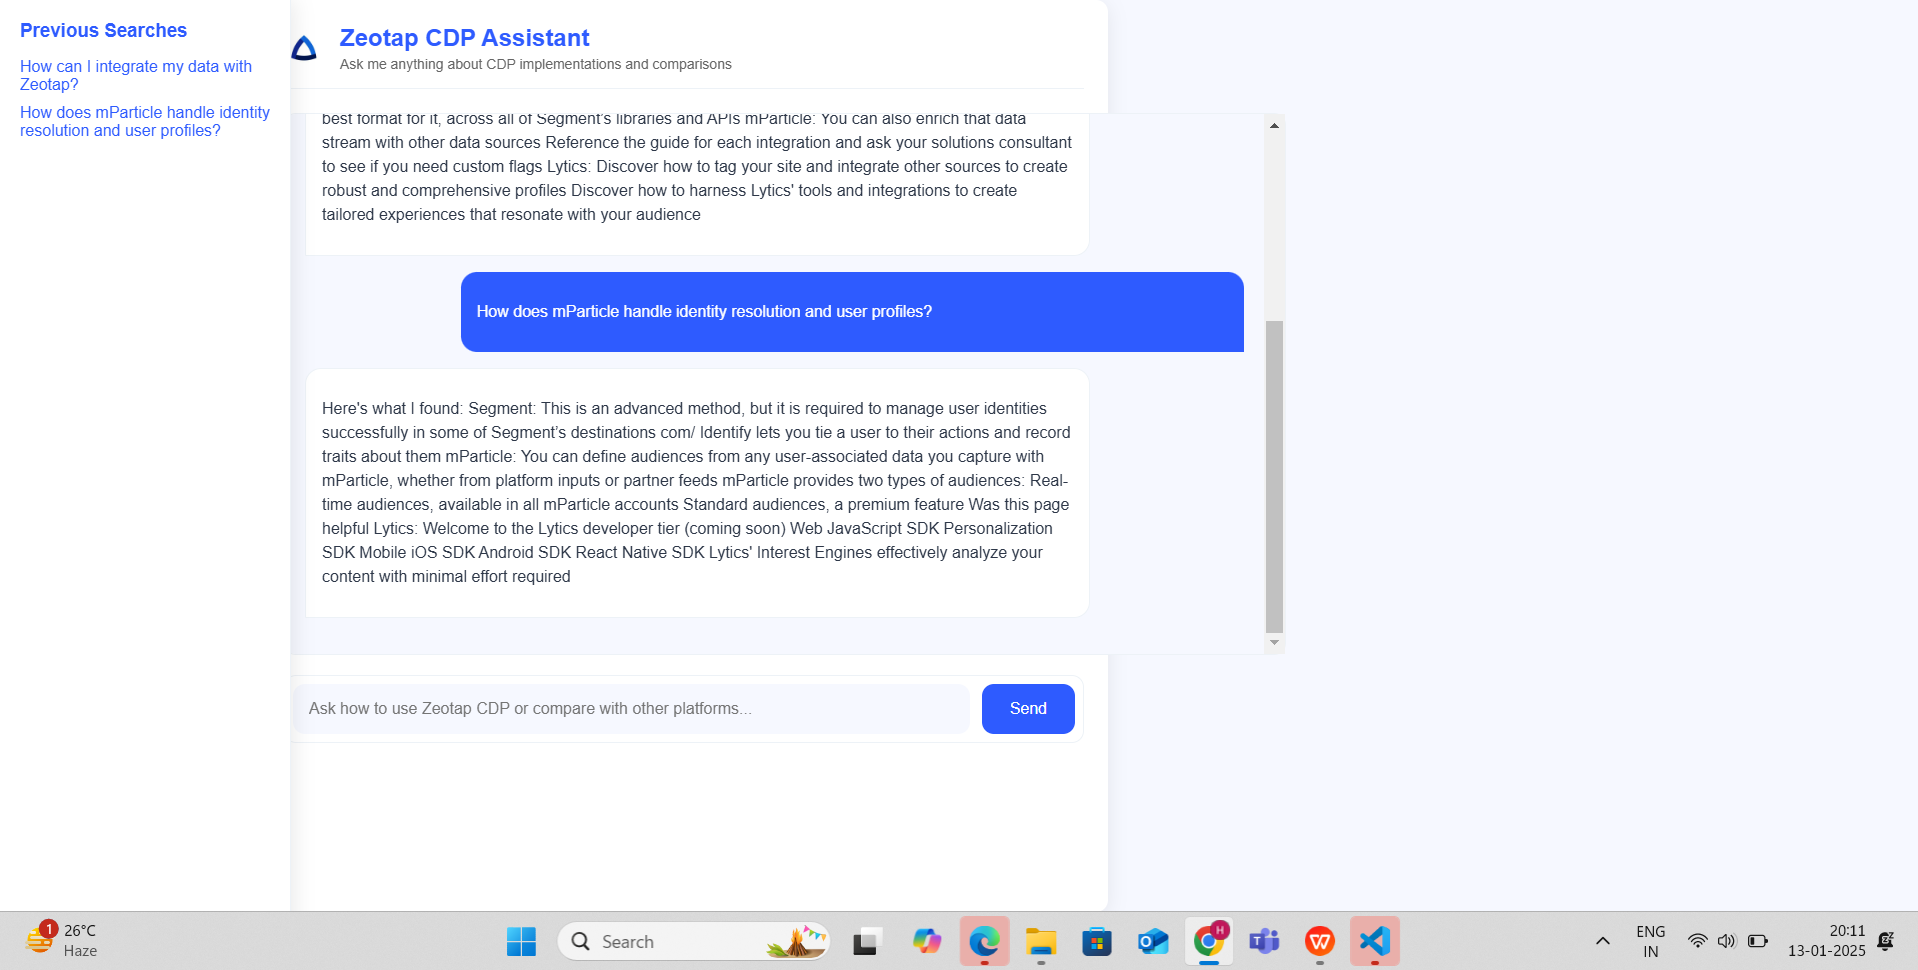 Previous Searches
How can I integrate my data with
Zeotap?
How does mParticle handle identity
resolution and user profiles?
Zeotap CDP Assistant
Ask me anything about CDP implementations and comparisons
best format for it, across all of Segment’s libraries and APIs mParticle: You can also enrich that data
stream with other data sources Reference the guide for each integration and ask your solutions consultant
to see if you need custom flags Lytics: Discover how to tag your site and integrate other sources to create
robust and comprehensive profiles Discover how to harness Lytics' tools and integrations to create
tailored experiences that resonate with your audience
How does mParticle handle identity resolution and user profiles?
Here's what I found: Segment: This is an advanced method, but it is required to manage user identities
successfully in some of Segment’s destinations com/ Identify lets you tie a user to their actions and record
traits about them mParticle: You can define audiences from any user-associated data you capture with
mParticle, whether from platform inputs or partner feeds mParticle provides two types of audiences: Real-
time audiences, available in all mParticle accounts Standard audiences, a premium feature Was this page
helpful Lytics: Welcome to the Lytics developer tier (coming soon) Web JavaScript SDK Personalization
SDK Mobile iOS SDK Android SDK React Native SDK Lytics' Interest Engines effectively analyze your
content with minimal effort required
Ask how to use Zeotap CDP or compare with other platforms...
Send
1
26°C
Haze
Search
H
ENG
IN
20:11
13-01-2025